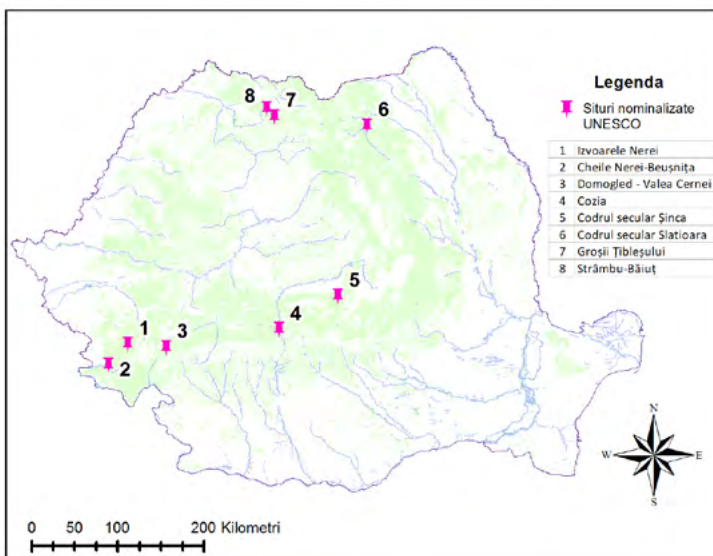 8
7
6
5
4
1
3
2
Legenda
Situri nominalizate
UNESCO
1 Izvoarele Nerei
2 Cheile Nerei-Beușnița
3 Domogled - Valea Cernei
4 Cozia
5 Codrul secular Șinca
6 Codrul secular Slatioara
7 Groșii Țibleșului
8 Strâmbu-Băiuț
N
W E
S
0 50 100 200 Kilometri